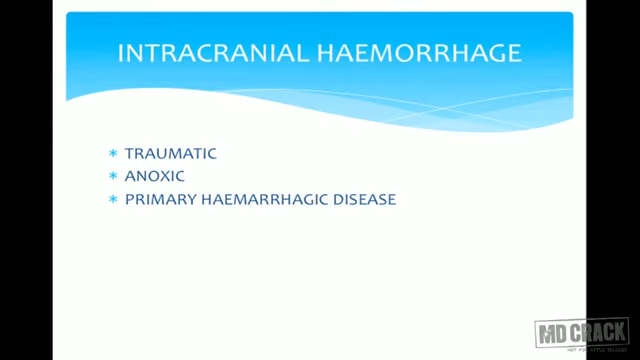 INTRACRANIAL HAEMORRHAGE
* TRAUMATIC
* ANOXIC
* PRIMARY HAEMARRHAGIC DISEASE
MD CRACK